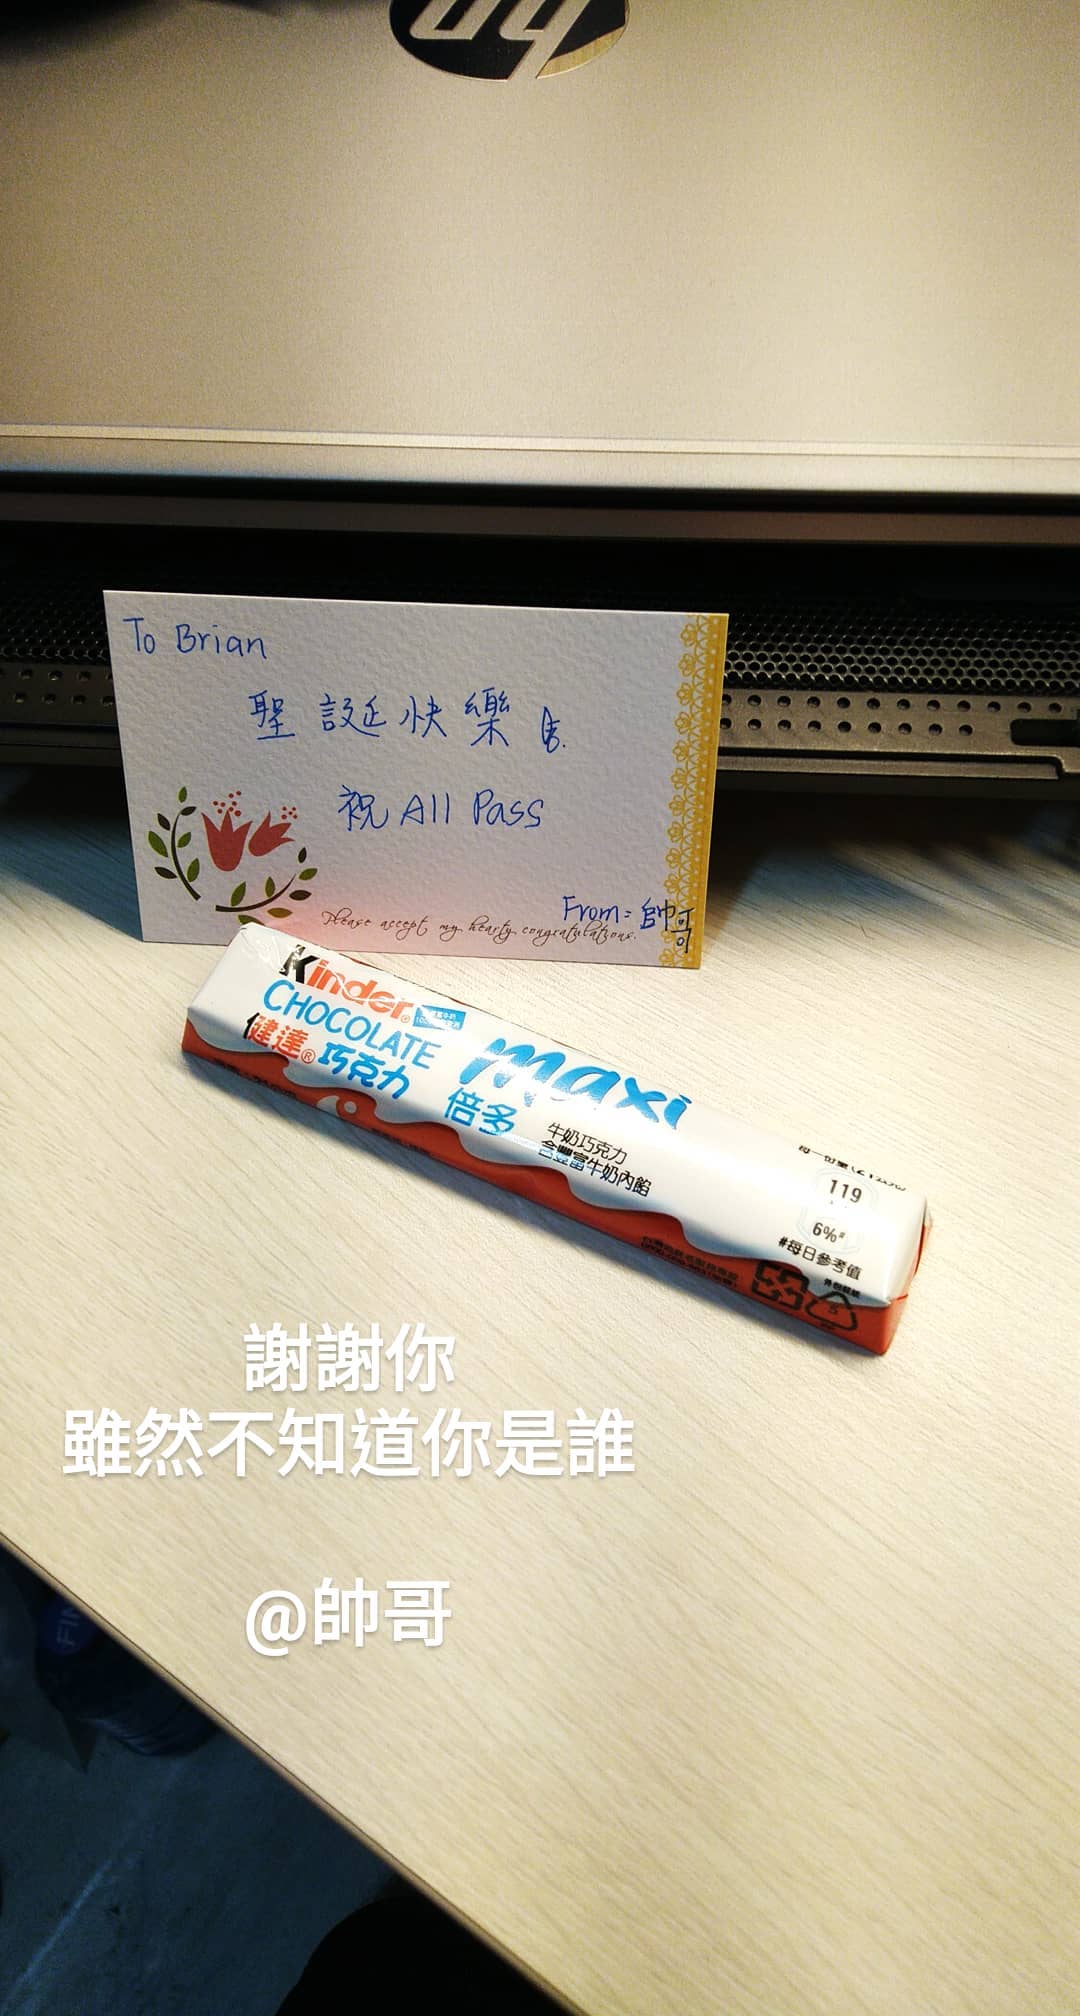 hp
To Brian
聖誕快樂
祝 All Pass
From: 帥哥
Please accept my hearty congratulations.
Kinder®
CHOCOLATE
健達® 巧克力
maxi
倍多
牛奶巧克力
含豐富牛奶內餡
119
6%#
#每日參考值
5
謝謝你
雖然不知道你是誰
@帥哥